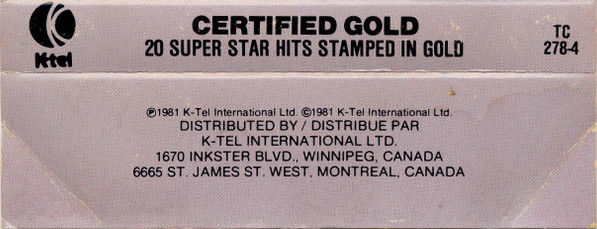 K-tel
CERTIFIED GOLD
20 SUPER STAR HITS STAMPED IN GOLD
TC
278-4
℗1981 K-Tel International Ltd. ©1981 K-Tel International Ltd.
DISTRIBUTED BY / DISTRIBUE PAR
K-TEL INTERNATIONAL LTD.
1670 INKSTER BLVD., WINNIPEG, CANADA
6665 ST. JAMES ST. WEST, MONTREAL, CANADA